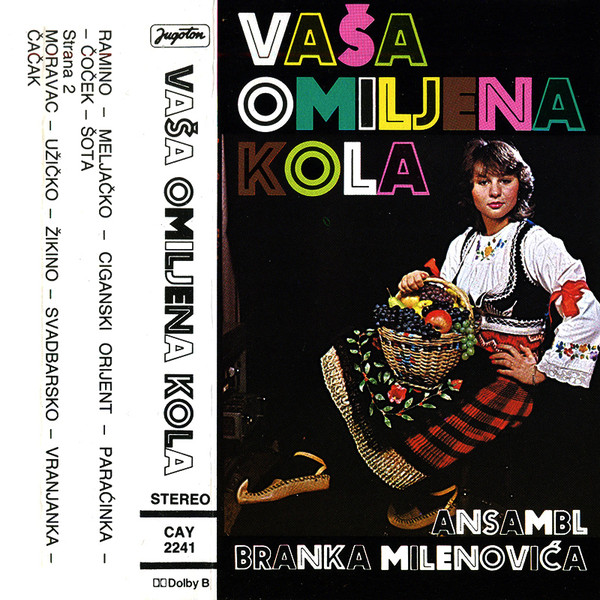 RAMINO – MELJAČKO – CIGANSKI ORIJENT – PARAĆINKA –
– ČOČEK – ŠOTA
Strana 2
MORAVAC – UŽIČKO – ŽIKINO – SVADBARSKO – VRANJANKA –
ČAČAK
Jugoton
VAŠA OMILJENA KOLA
STEREO
CAY
2241
Dolby B
VAŠA
OMILJENA
KOLA
ANSAMBL
BRANKA MILENOVIĆA